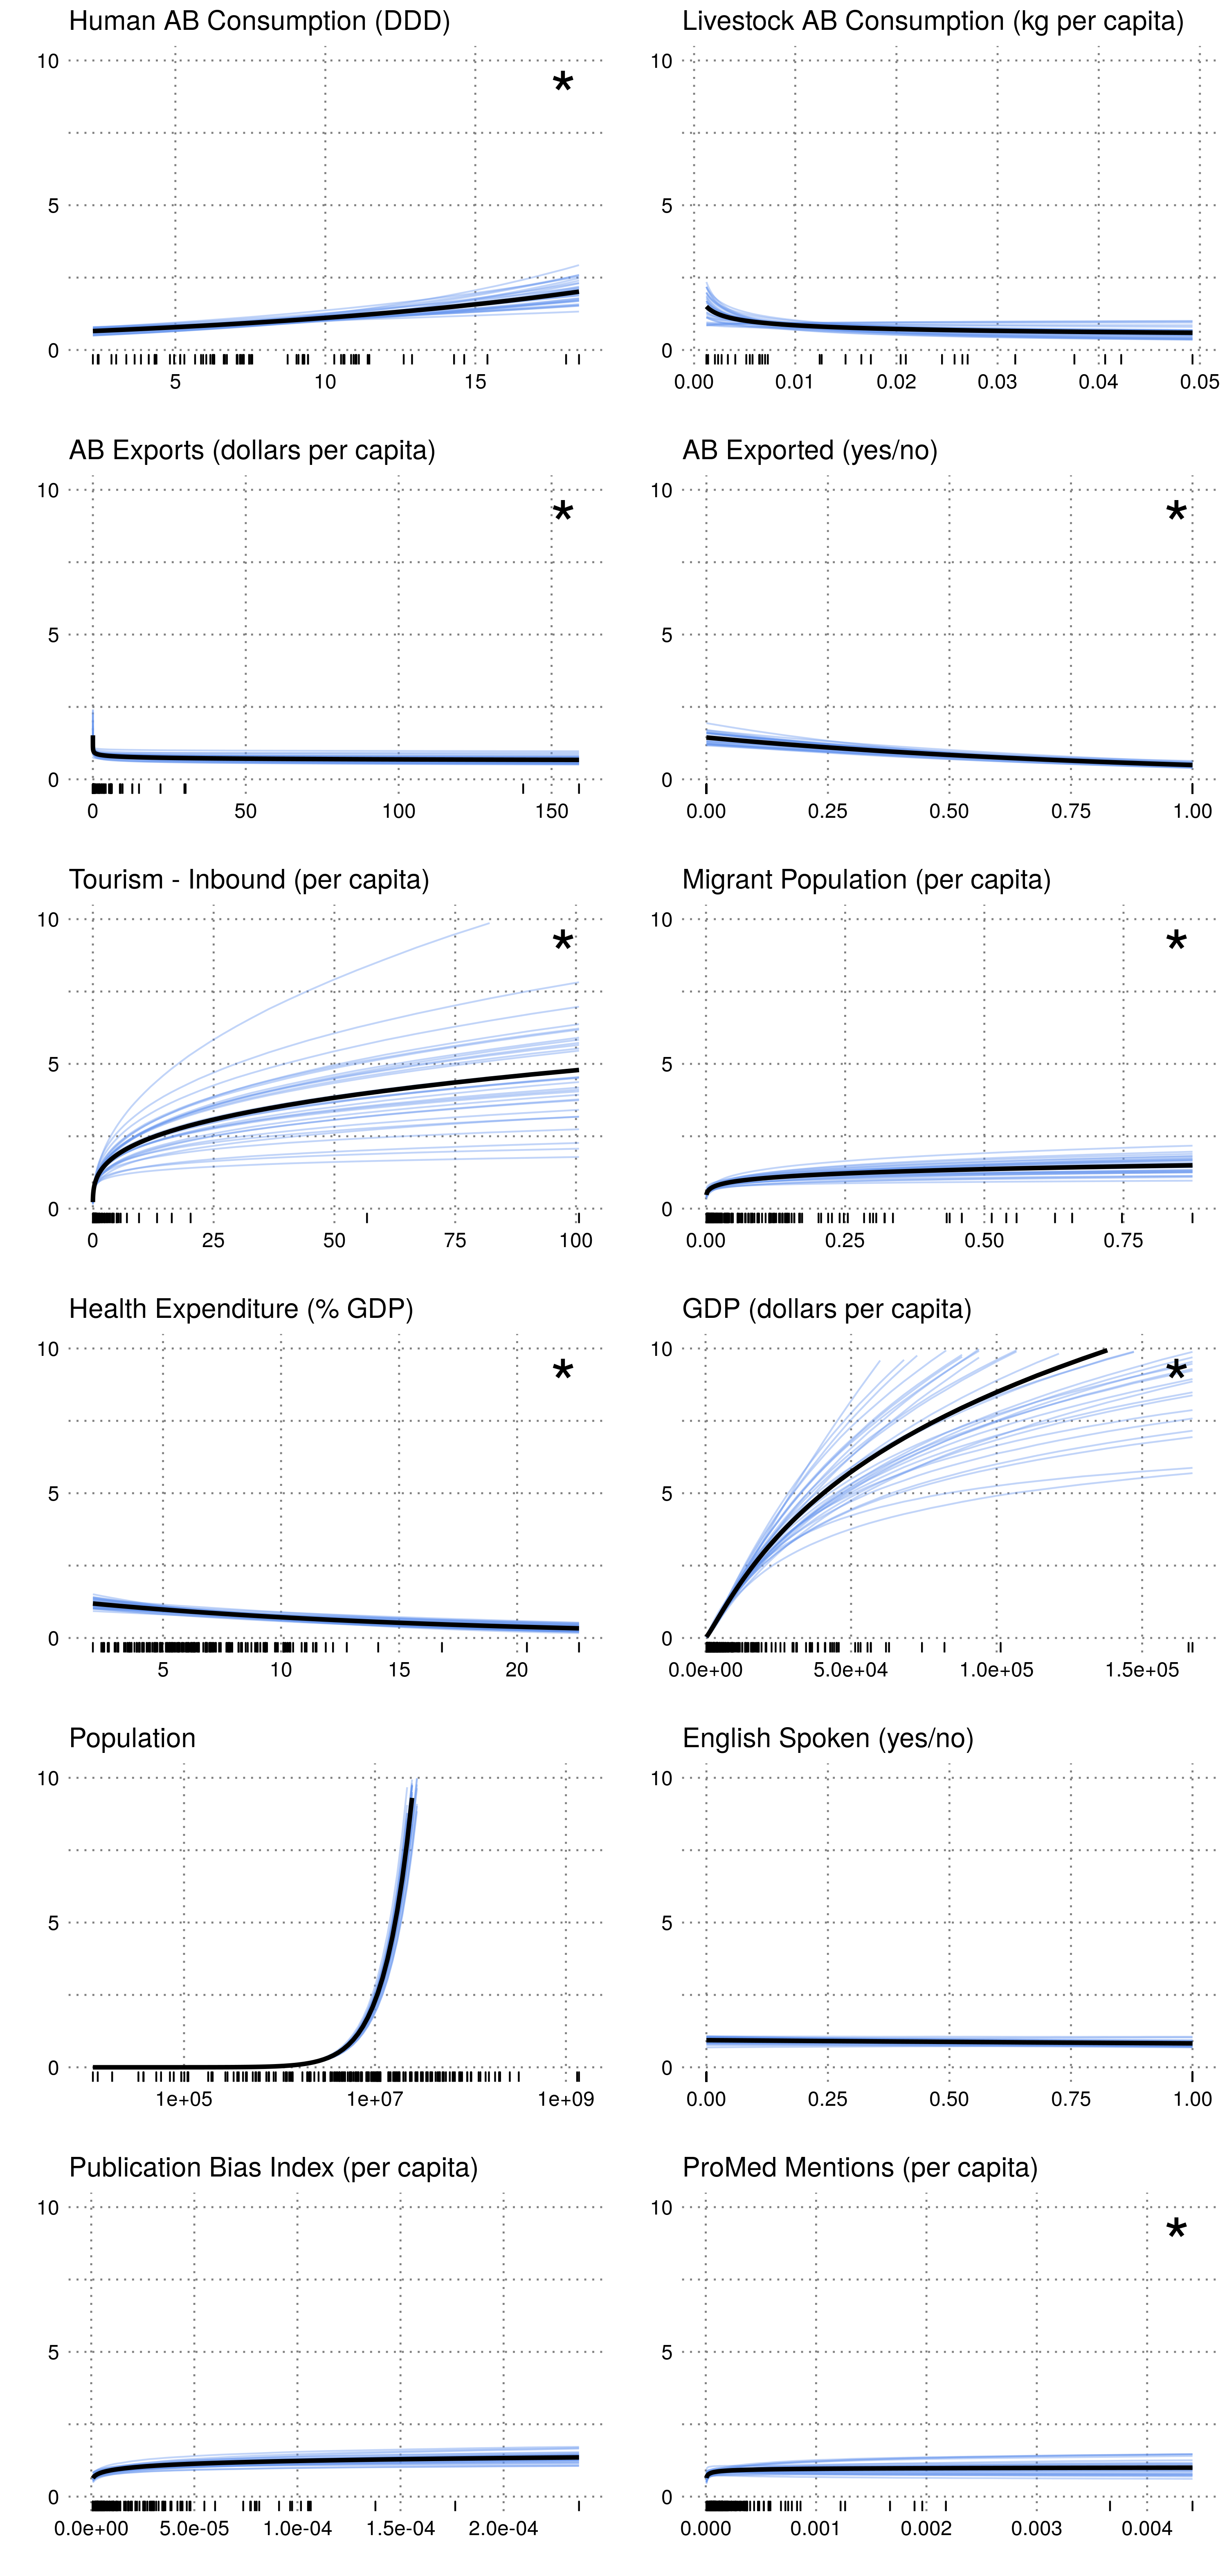 Human AB Consumption (DDD)
10
*
5
0
5 10 15
Livestock AB Consumption (kg per capita)
10
5
0
0.00 0.01 0.02 0.03 0.04 0.05
AB Exports (dollars per capita)
10
*
5
0
0 50 100 150
AB Exported (yes/no)
10
*
5
0
0.00 0.25 0.50 0.75 1.00
Tourism - Inbound (per capita)
10
*
5
0
0 25 50 75 100
Migrant Population (per capita)
10
*
5
0
0.00 0.25 0.50 0.75
Health Expenditure (% GDP)
10
*
5
0
5 10 15 20
GDP (dollars per capita)
10
*
5
0
0.0e+00 5.0e+04 1.0e+05 1.5e+05
Population
10
5
0
1e+05 1e+07 1e+09
English Spoken (yes/no)
10
5
0
0.00 0.25 0.50 0.75 1.00
Publication Bias Index (per capita)
10
5
0
0.0e+00 5.0e-05 1.0e-04 1.5e-04 2.0e-04
ProMed Mentions (per capita)
10
*
5
0
0.000 0.001 0.002 0.003 0.004